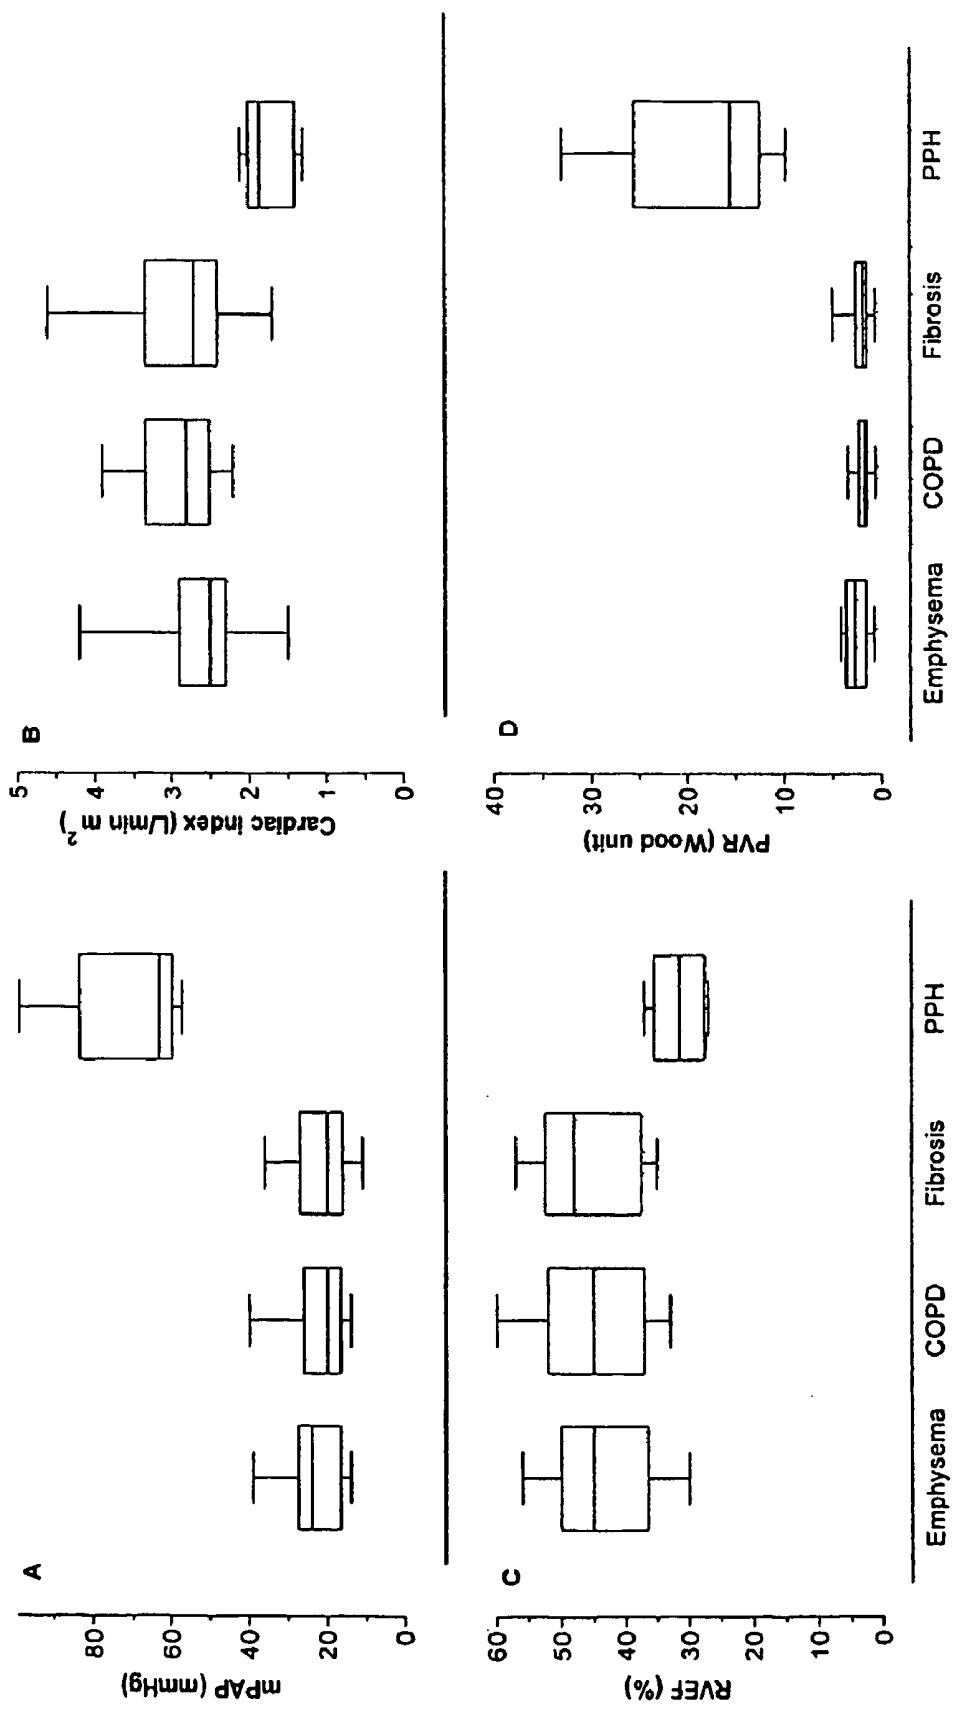 A
mPAP (mmHg)
80
60
40
20
0
B
Cardiac index (L/min m²)
5
4
3
2
1
0
C
RVEF (%)
60
50
40
30
20
10
0
Emphysema COPD Fibrosis PPH
D
PVR (Wood unit)
40
30
20
10
0
Emphysema COPD Fibrosis PPH